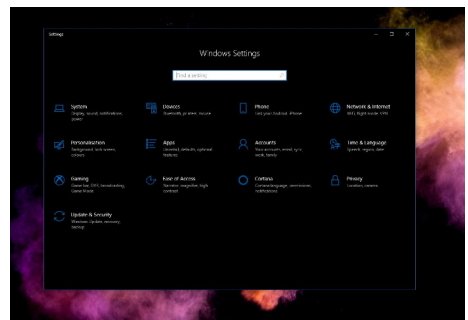 Settings
Windows Settings
Find a setting
System
Display, sound, notifications,
power
Devices
Bluetooth, printers, mouse
Phone
Link your Android, iPhone
Network & Internet
Wi-Fi, flight mode, VPN
Personalisation
Background, lock screen,
colours
Apps
Uninstall, defaults, optional
features
Accounts
Your accounts, email, sync,
work, family
Time & Language
Speech, region, date
Gaming
Game bar, DVR, broadcasting,
Game Mode
Ease of Access
Narrator, magnifier, high
contrast
Cortana
Cortana language, permissions,
notifications
Privacy
Location, camera
Update & Security
Windows Update, recovery,
backup